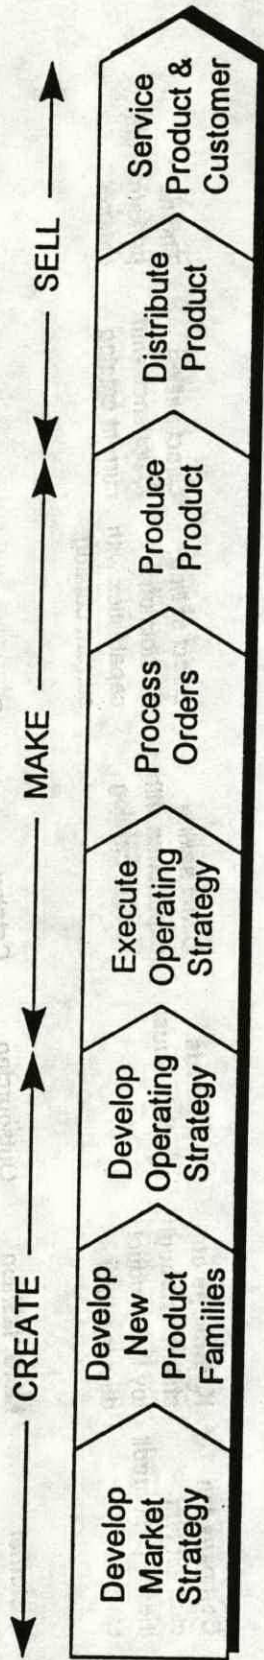 CREATE
MAKE
SELL
Develop
Market
Strategy
Develop
New
Product
Families
Develop
Operating
Strategy
Execute
Operating
Strategy
Process
Orders
Produce
Product
Distribute
Product
Service
Product &
Customer